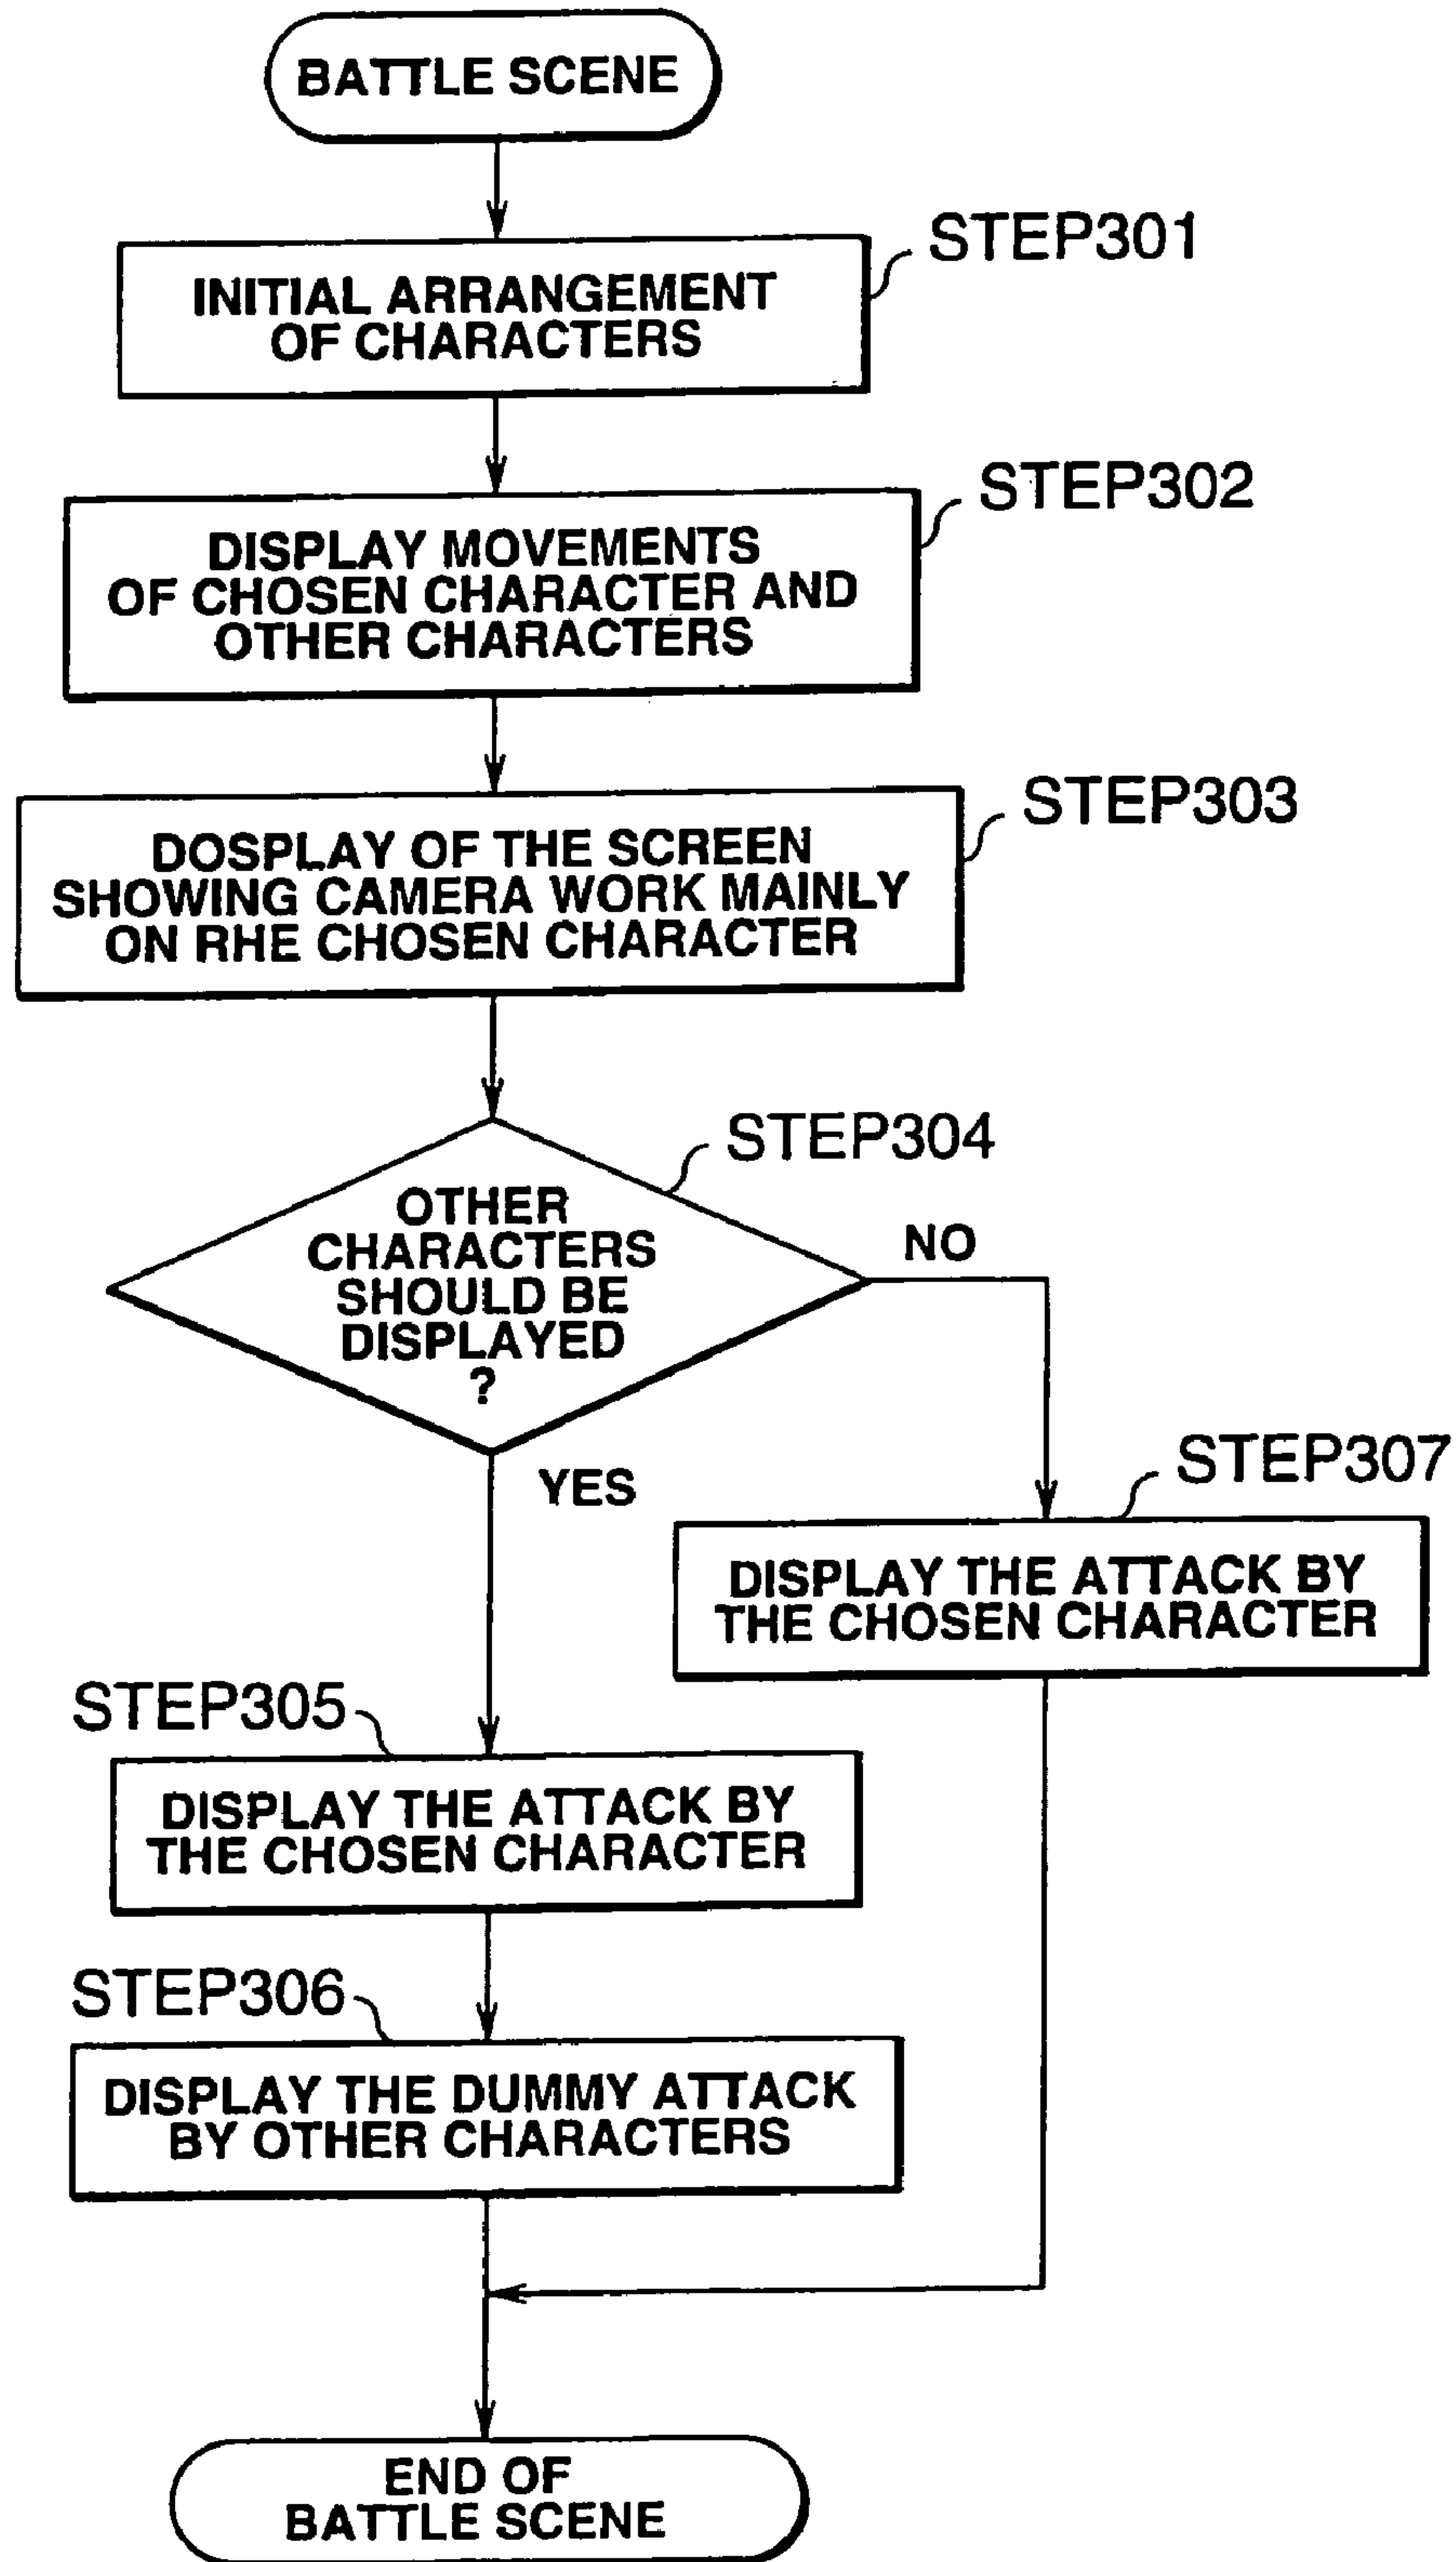 BATTLE SCENE
STEP301
INITIAL ARRANGEMENT
OF CHARACTERS
STEP302
DISPLAY MOVEMENTS
OF CHOSEN CHARACTER AND
OTHER CHARACTERS
STEP303
DOSPLAY OF THE SCREEN
SHOWING CAMERA WORK MAINLY
ON RHE CHOSEN CHARACTER
STEP304
OTHER
CHARACTERS
SHOULD BE
DISPLAYED
?
NO
YES
STEP307
DISPLAY THE ATTACK BY
THE CHOSEN CHARACTER
STEP305
DISPLAY THE ATTACK BY
THE CHOSEN CHARACTER
STEP306
DISPLAY THE DUMMY ATTACK
BY OTHER CHARACTERS
END OF
BATTLE SCENE